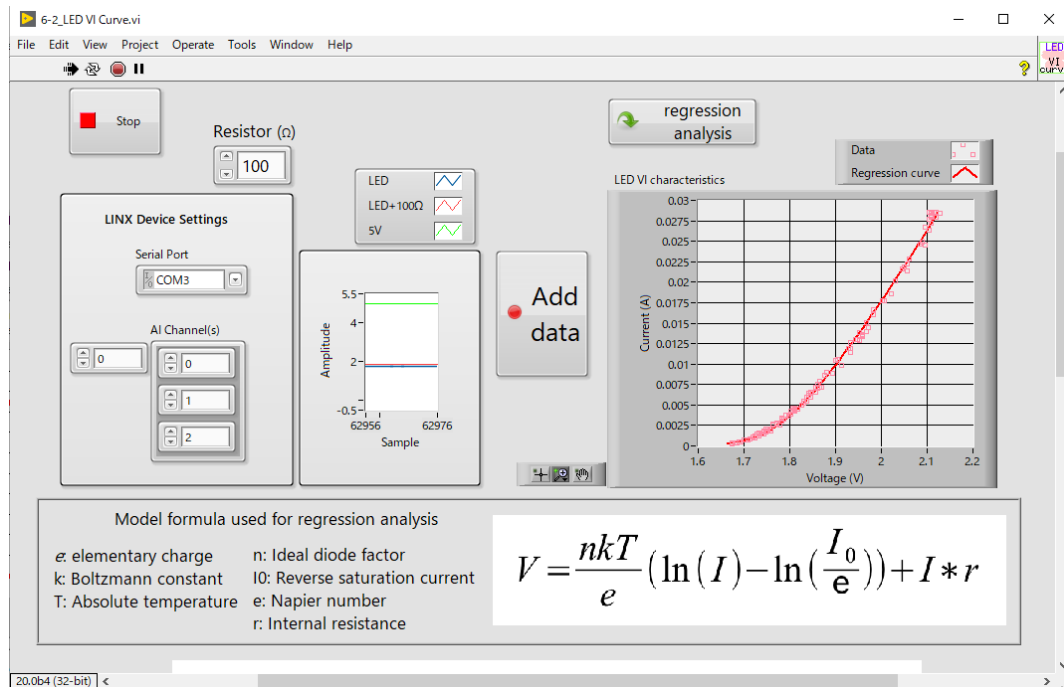 6-2_LED VI Curve.vi
File Edit View Project Operate Tools Window Help
LED
VI
curv
Stop
Resistor (Ω)
100
regression
analysis
LED
LED+100Ω
5V
Data
Regression curve
LINX Device Settings
Serial Port
COM3
AI Channel(s)
0
0
1
2
5.5
4
2
-0.5
Amplitude
62956 62976
Sample
Add
data
LED VI characteristics
0.03
0.0275
0.025
0.0225
0.02
0.0175
0.015
0.0125
0.01
0.0075
0.005
0.0025
0
Current (A)
1.6 1.7 1.8 1.9 2 2.1 2.2
Voltage (V)
Model formula used for regression analysis
e: elementary charge
k: Boltzmann constant
T: Absolute temperature
n: Ideal diode factor
I0: Reverse saturation current
e: Napier number
r: Internal resistance
V = nkT/e (ln(I) − ln(I₀/e)) + I * r
20.0b4 (32-bit)